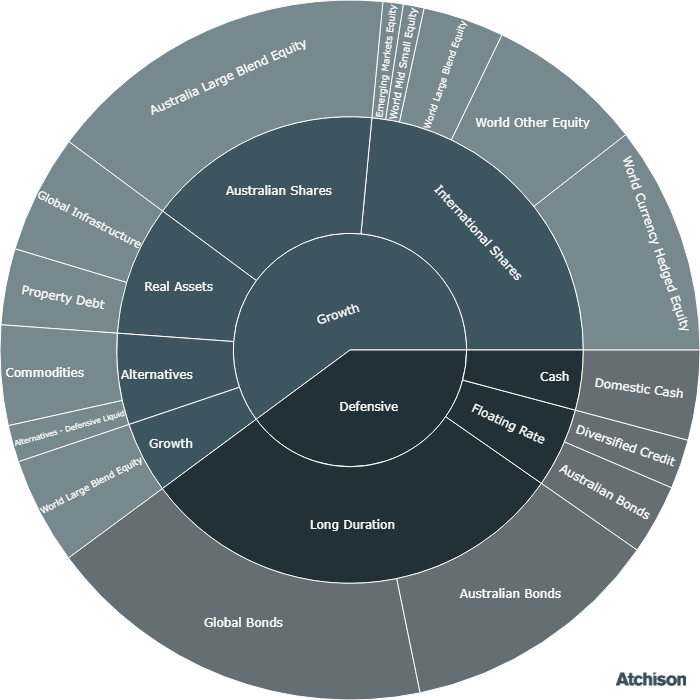 Emerging Markets Equity
World Mid Small Equity
World Large Blend Equity
Australia Large Blend Equity
World Other Equity
World Currency Hedged Equity
Australian Shares
International Shares
Global Infrastructure
Real Assets
Property Debt
Growth
Commodities
Alternatives
Cash
Domestic Cash
Defensive
Alternatives - Defensive Liquid
Growth
Floating Rate
Diversified Credit
World Large Blend Equity
Australian Bonds
Long Duration
Australian Bonds
Global Bonds
Atchison